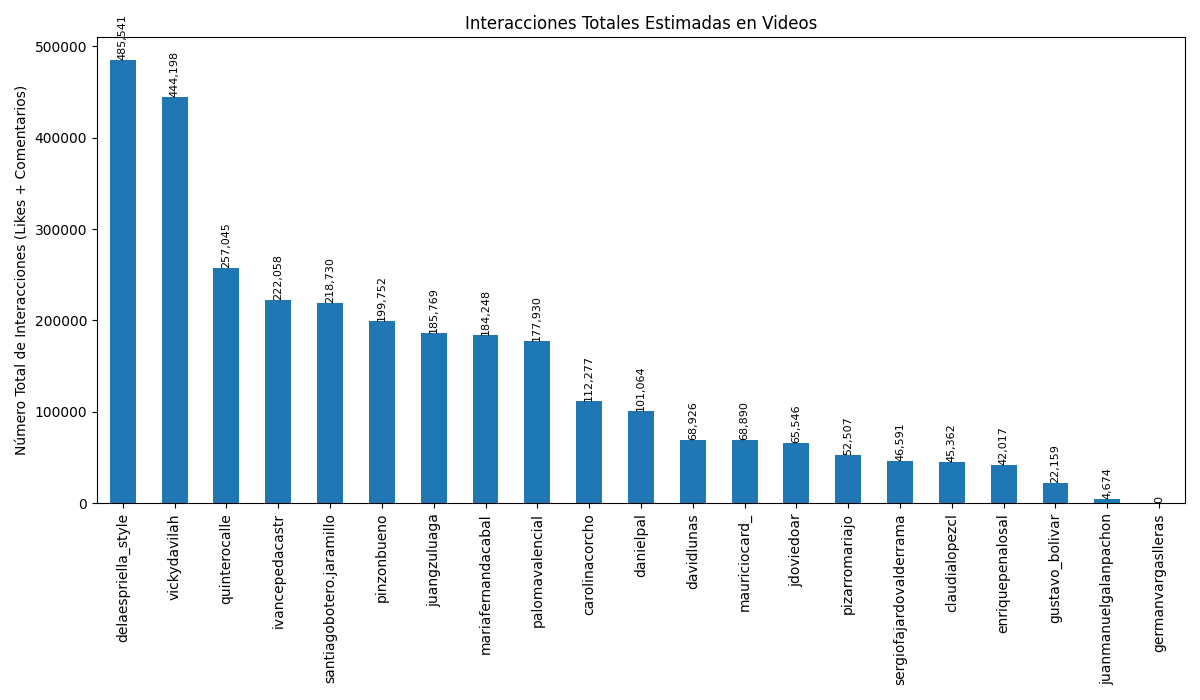 Interacciones Totales Estimadas en Videos
Número Total de Interacciones (Likes + Comentarios)
500000
400000
300000
200000
100000
0
485,541
444,198
257,045
222,058
218,730
199,752
185,769
184,248
177,930
112,277
101,064
68,926
68,890
65,546
52,507
46,591
45,362
42,017
22,159
4,674
0
delaespriella_style
vickydavilah
quinterocalle
ivancepedacastr
santiagobotero.jaramillo
pinzonbueno
juangzuluaga
mariafernandacabal
palomavalencial
carolinacorcho
danielpal
davidlunas
mauriciocard_
jdoviedoar
pizarromariajo
sergiofajardovalderrama
claudialopezcl
enriquepenalosal
gustavo_bolivar
juanmanuelgalanpachon
germanvargaslleras